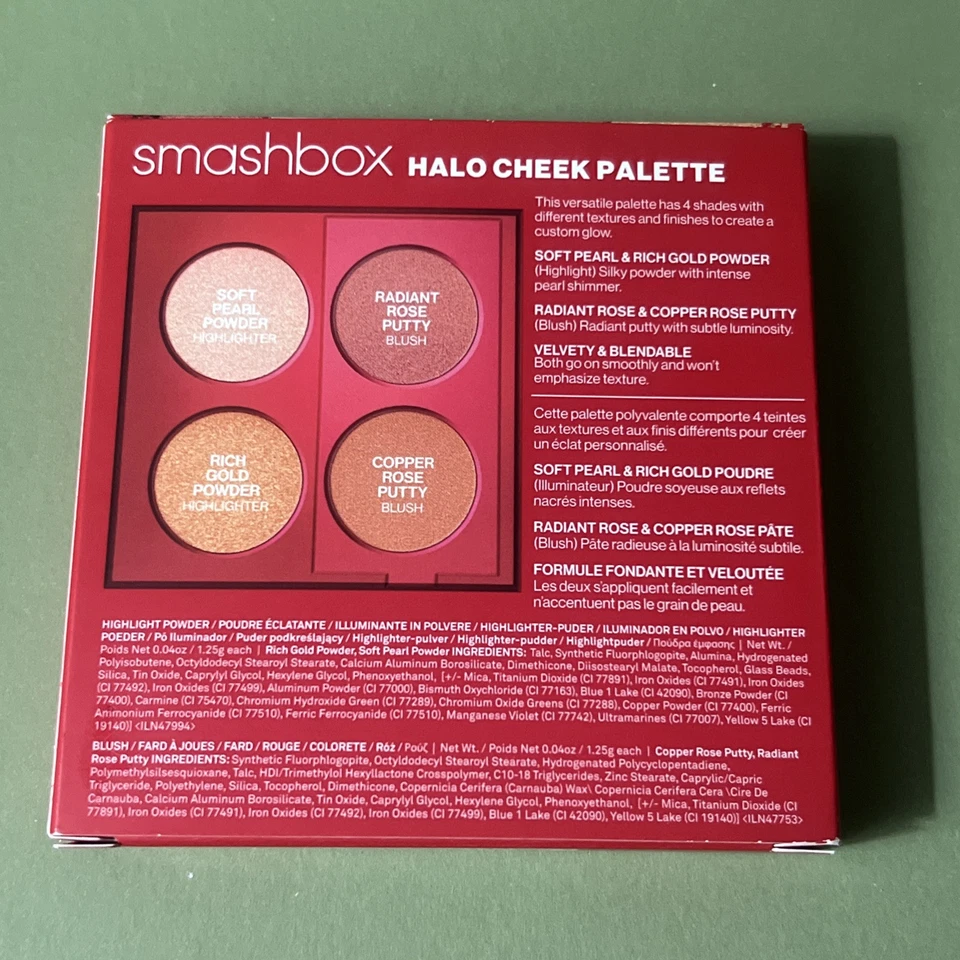 smashbox HALO CHEEK PALETTE
SOFT
PEARL
POWDER
HIGHLIGHTER
RADIANT
ROSE
PUTTY
BLUSH
RICH
GOLD
POWDER
HIGHLIGHTER
COPPER
ROSE
PUTTY
BLUSH
This versatile palette has 4 shades with
different textures and finishes to create a
custom glow.
SOFT PEARL & RICH GOLD POWDER
(Highlight) Silky powder with intense
pearl shimmer.
RADIANT ROSE & COPPER ROSE PUTTY
(Blush) Radiant putty with subtle luminosity.
VELVETY & BLENDABLE
Both go on smoothly and won't
emphasize texture.
Cette palette polyvalente comporte 4 teintes
aux textures et aux finis différents pour créer
un éclat personnalisé.
SOFT PEARL & RICH GOLD POUDRE
(Illuminateur) Poudre soyeuse aux reflets
nacrés intenses.
RADIANT ROSE & COPPER ROSE PÂTE
(Blush) Pâte radieuse à la luminosité subtile.
FORMULE FONDANTE ET VELOUTÉE
Les deux s'appliquent facilement et
n'accentuent pas le grain de peau.
HIGHLIGHT POWDER / POUDRE ÉCLATANTE / ILLUMINANTE IN POLVERE / HIGHLIGHTER-PUDER / ILUMINADOR EN POLVO / HIGHLIGHTER
POEDER / Pó Iluminador / Puder podkreślający / Highlighter-pulver / Highlighter-pudder / Highlightpuder / Πούδρα έμφασης | Net Wt. /
Poids Net 0.04oz / 1.25g each | Rich Gold Powder, Soft Pearl Powder INGREDIENTS: Talc, Synthetic Fluorphlogopite, Alumina, Hydrogenated
Polyisobutene, Octyldodecyl Stearoyl Stearate, Calcium Aluminum Borosilicate, Dimethicone, Diisostearyl Malate, Tocopherol, Glass Beads,
Silica, Tin Oxide, Caprylyl Glycol, Hexylene Glycol, Phenoxyethanol, [+/- Mica, Titanium Dioxide (CI 77891), Iron Oxides (CI 77491), Iron Oxides
(CI 77492), Iron Oxides (CI 77499), Aluminum Powder (CI 77000), Bismuth Oxychloride (CI 77163), Blue 1 Lake (CI 42090), Bronze Powder (CI
77400), Carmine (CI 75470), Chromium Hydroxide Green (CI 77289), Chromium Oxide Greens (CI 77288), Copper Powder (CI 77400), Ferric
Ammonium Ferrocyanide (CI 77510), Ferric Ferrocyanide (CI 77510), Manganese Violet (CI 77742), Ultramarines (CI 77007), Yellow 5 Lake (CI
19140)] <ILN47994>
BLUSH / FARD À JOUES / FARD / ROUGE / COLORETE / Róż / Ρουζ | Net Wt. / Poids Net 0.04oz / 1.25g each | Copper Rose Putty, Radiant
Rose Putty INGREDIENTS: Synthetic Fluorphlogopite, Octyldodecyl Stearoyl Stearate, Hydrogenated Polycyclopentadiene,
Polymethylsilsesquioxane, Talc, HDI/Trimethylol Hexyllactone Crosspolymer, C10-18 Triglycerides, Zinc Stearate, Caprylic/Capric
Triglyceride, Polyethylene, Silica, Tocopherol, Dimethicone, Copernicia Cerifera (Carnauba) Wax\ Copernicia Cerifera Cera \Cire De
Carnauba, Calcium Aluminum Borosilicate, Tin Oxide, Caprylyl Glycol, Hexylene Glycol, Phenoxyethanol, [+/- Mica, Titanium Dioxide (CI
77891), Iron Oxides (CI 77491), Iron Oxides (CI 77492), Iron Oxides (CI 77499), Blue 1 Lake (CI 42090), Yellow 5 Lake (CI 19140)] <ILN47753>